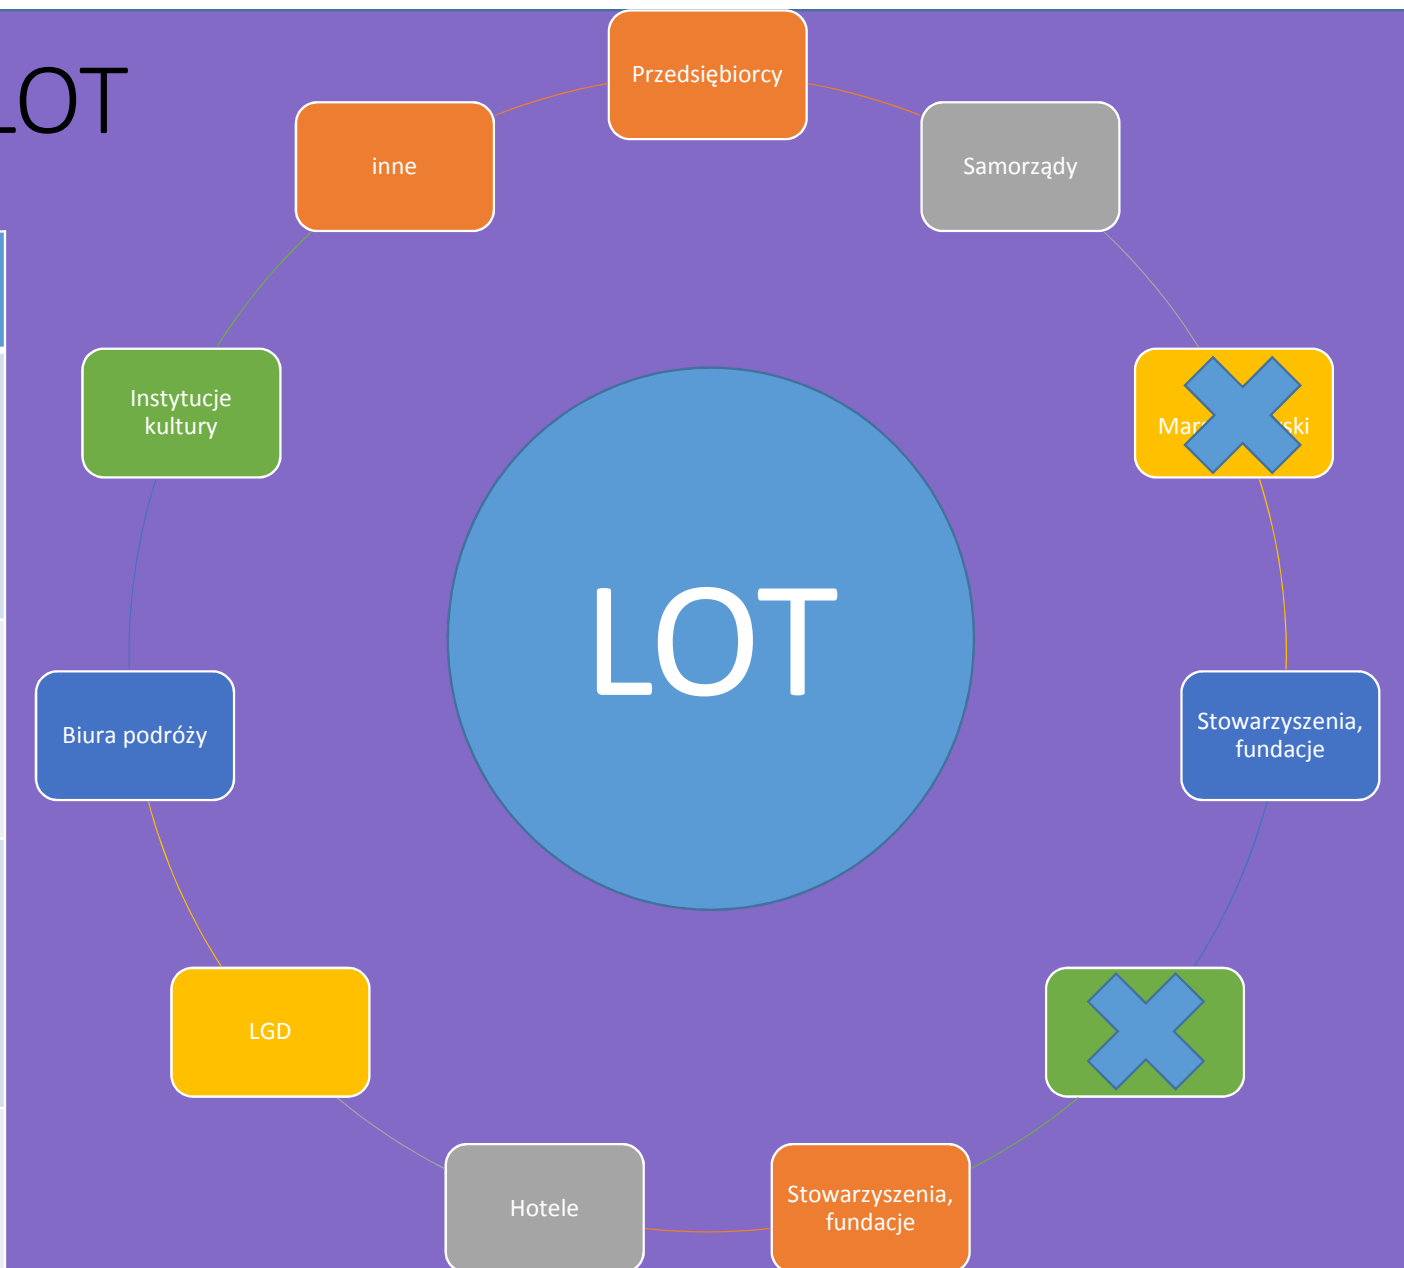 LOT
Przedsiębiorcy
inne
Samorządy
Instytucje
kultury
LOT
Biura podróży
Stowarzyszenia,
fundacje
LGD
Hotele
Stowarzyszenia,
fundacje